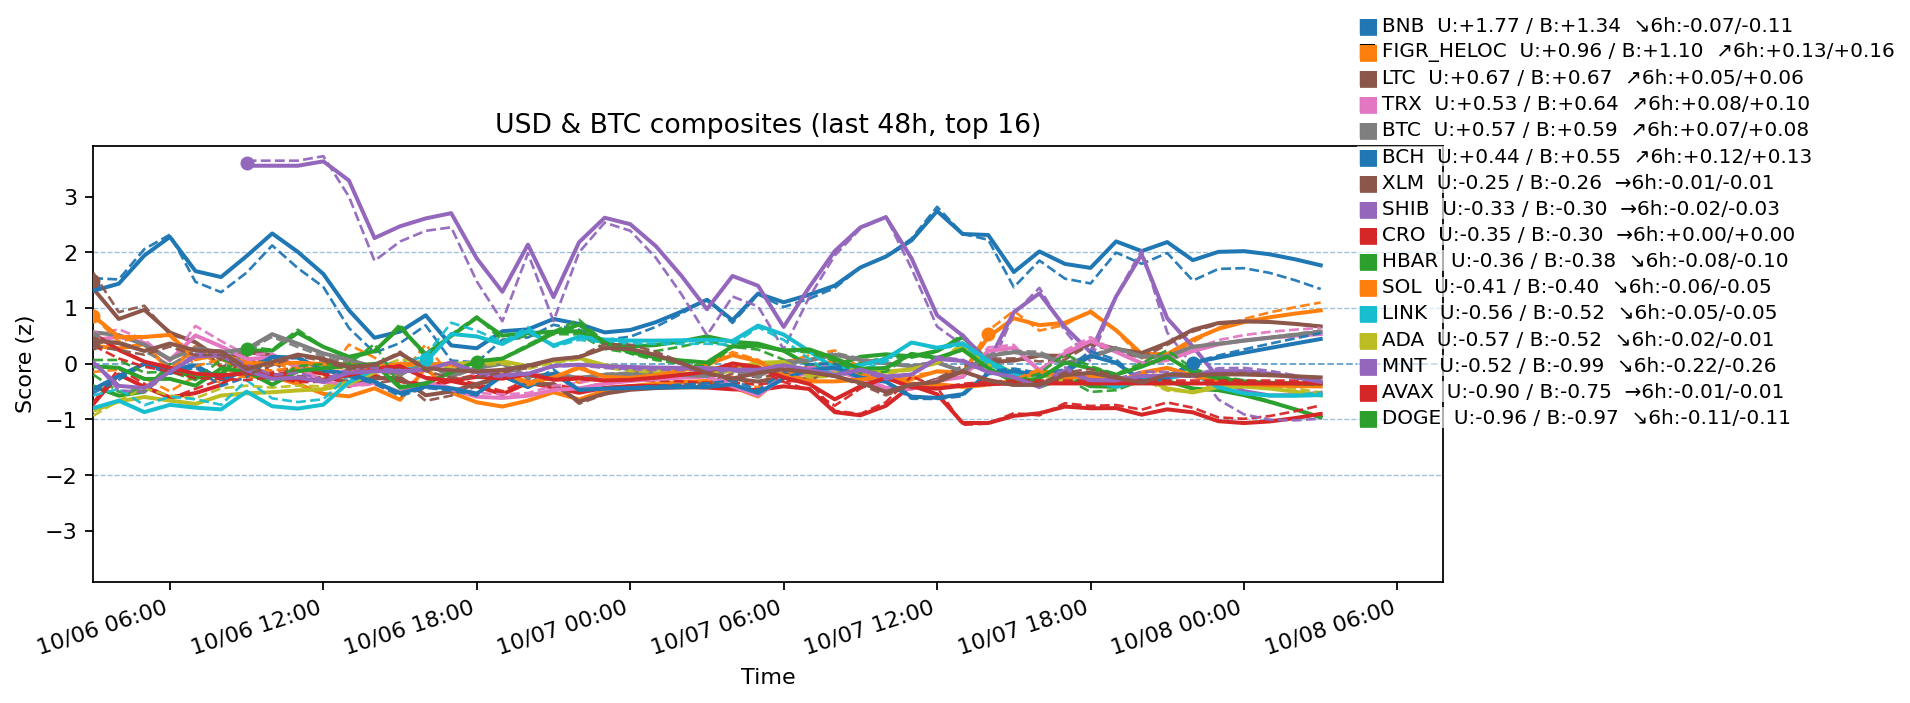 BNB  U:+1.77 / B:+1.34  ↘6h:-0.07/-0.11
FIGR_HELOC  U:+0.96 / B:+1.10  ↗6h:+0.13/+0.16
LTC  U:+0.67 / B:+0.67  ↗6h:+0.05/+0.06
TRX  U:+0.53 / B:+0.64  ↗6h:+0.08/+0.10
BTC  U:+0.57 / B:+0.59  ↗6h:+0.07/+0.08
BCH  U:+0.44 / B:+0.55  ↗6h:+0.12/+0.13
XLM  U:-0.25 / B:-0.26  →6h:-0.01/-0.01
SHIB  U:-0.33 / B:-0.30  →6h:-0.02/-0.03
CRO  U:-0.35 / B:-0.30  →6h:+0.00/+0.00
HBAR  U:-0.36 / B:-0.38  ↘6h:-0.08/-0.10
SOL  U:-0.41 / B:-0.40  ↘6h:-0.06/-0.05
LINK  U:-0.56 / B:-0.52  ↘6h:-0.05/-0.05
ADA  U:-0.57 / B:-0.52  ↘6h:-0.02/-0.01
MNT  U:-0.52 / B:-0.99  ↘6h:-0.22/-0.26
AVAX  U:-0.90 / B:-0.75  →6h:-0.01/-0.01
DOGE  U:-0.96 / B:-0.97  ↘6h:-0.11/-0.11
USD & BTC composites (last 48h, top 16)
Score (z)
3
2
1
0
−1
−2
−3
10/06 06:00
10/06 12:00
10/06 18:00
10/07 00:00
10/07 06:00
10/07 12:00
10/07 18:00
10/08 00:00
10/08 06:00
Time